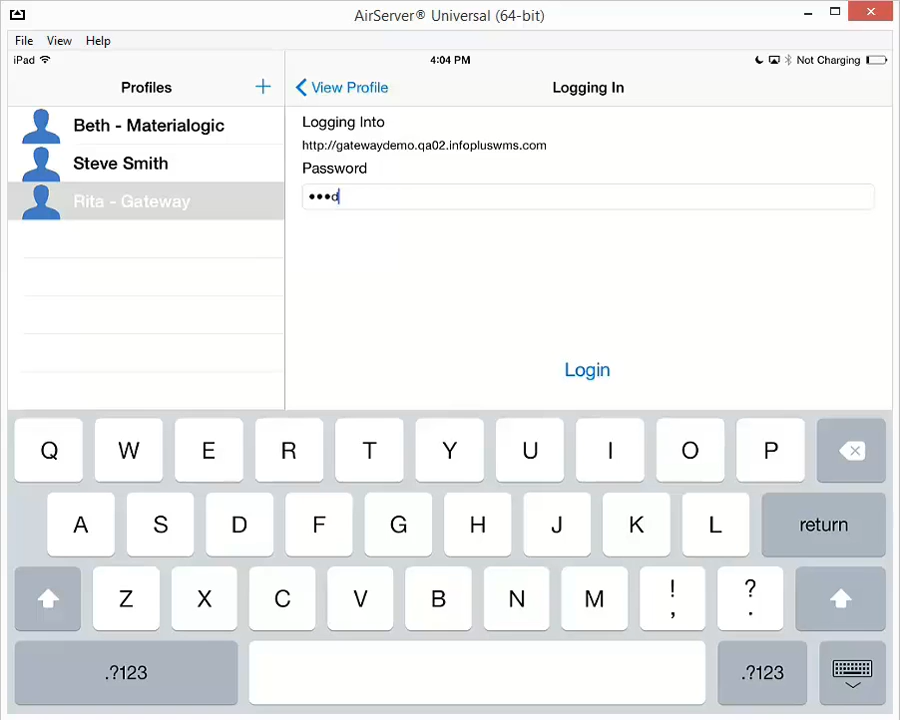 AirServer® Universal (64-bit)
File View Help
iPad 4:04 PM Not Charging
Profiles +
View Profile Logging In
Beth - Materialogic
Steve Smith
Rita - Gateway
Logging Into
http://gatewaydemo.qa02.infopluswms.com
Password
•••d
Login
Q W E R T Y U I O P
A S D F G H J K L return
Z X C V B N M ! , ? .
.?123 .?123